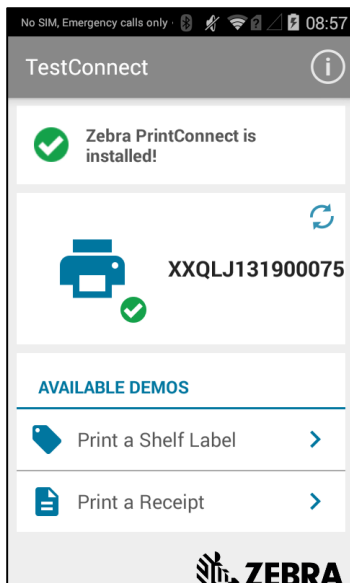 No SIM, Emergency calls only · 08:57
TestConnect
Zebra PrintConnect is
installed!
XXQLJ131900075
AVAILABLE DEMOS
Print a Shelf Label
Print a Receipt
ZEBRA